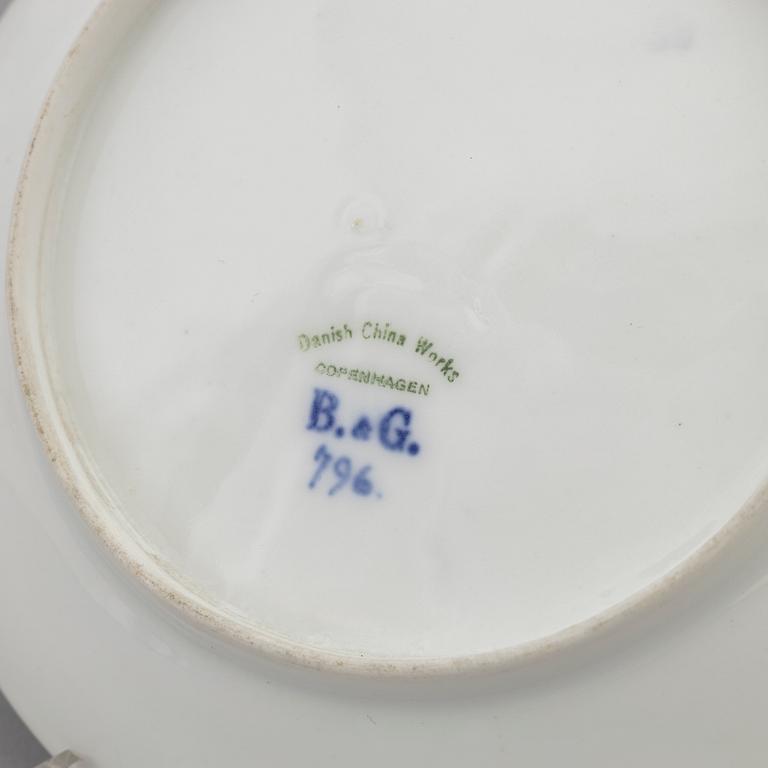 Danish China Works
COPENHAGEN
B. & G.
796.